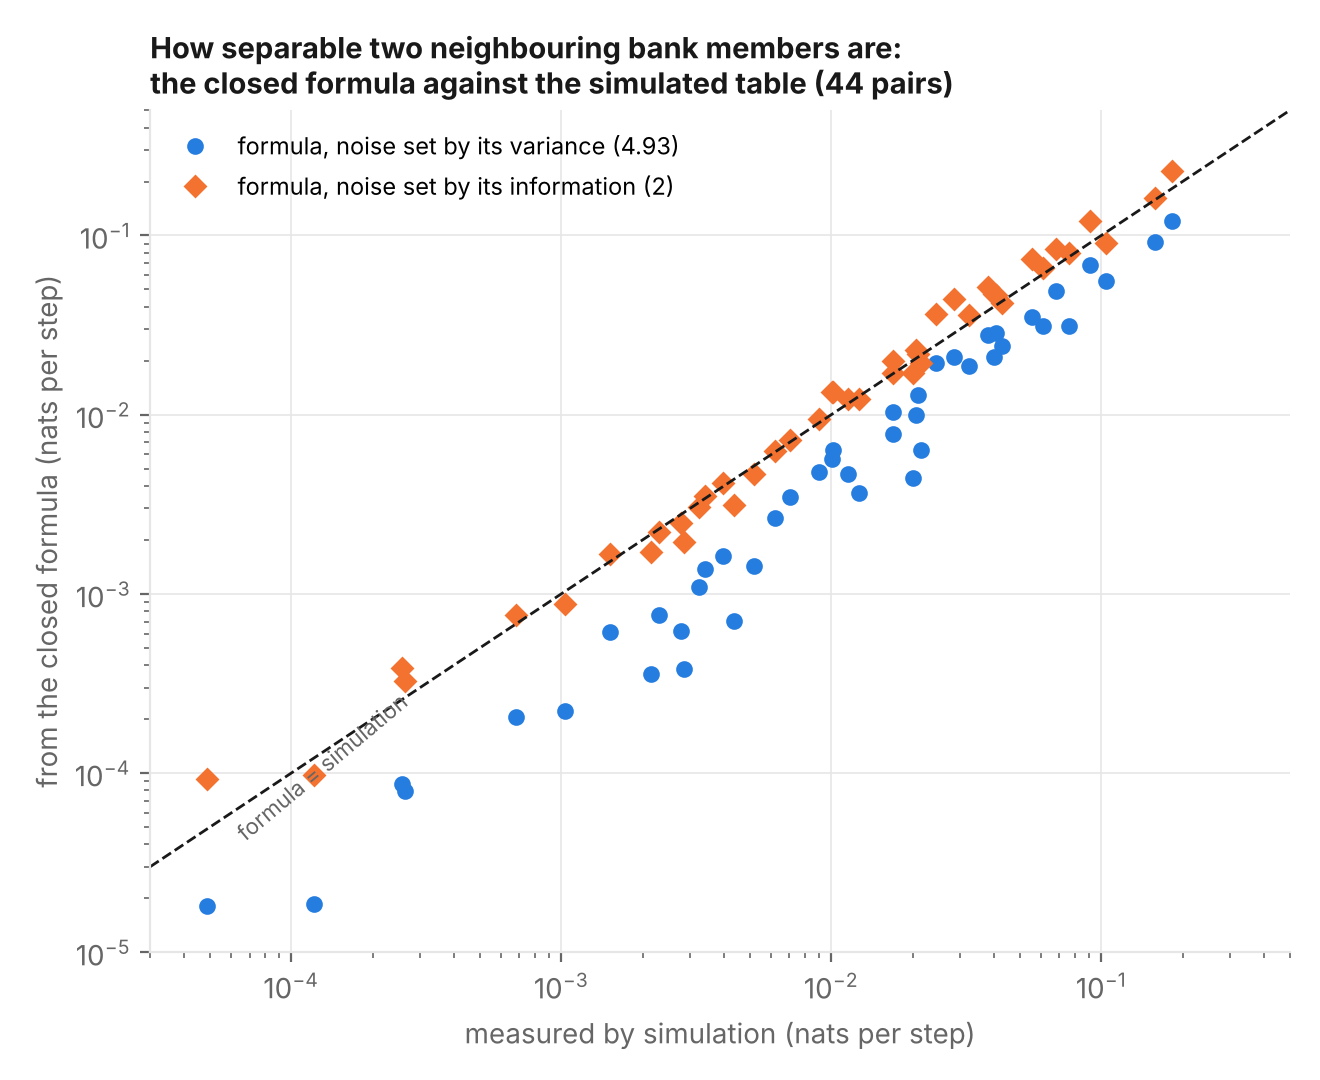 How separable two neighbouring bank members are:
the closed formula against the simulated table (44 pairs)
formula, noise set by its variance (4.93)
formula, noise set by its information (2)
from the closed formula (nats per step)
10⁻¹
10⁻²
10⁻³
10⁻⁴
10⁻⁵
formula = simulation
10⁻⁴
10⁻³
10⁻²
10⁻¹
measured by simulation (nats per step)